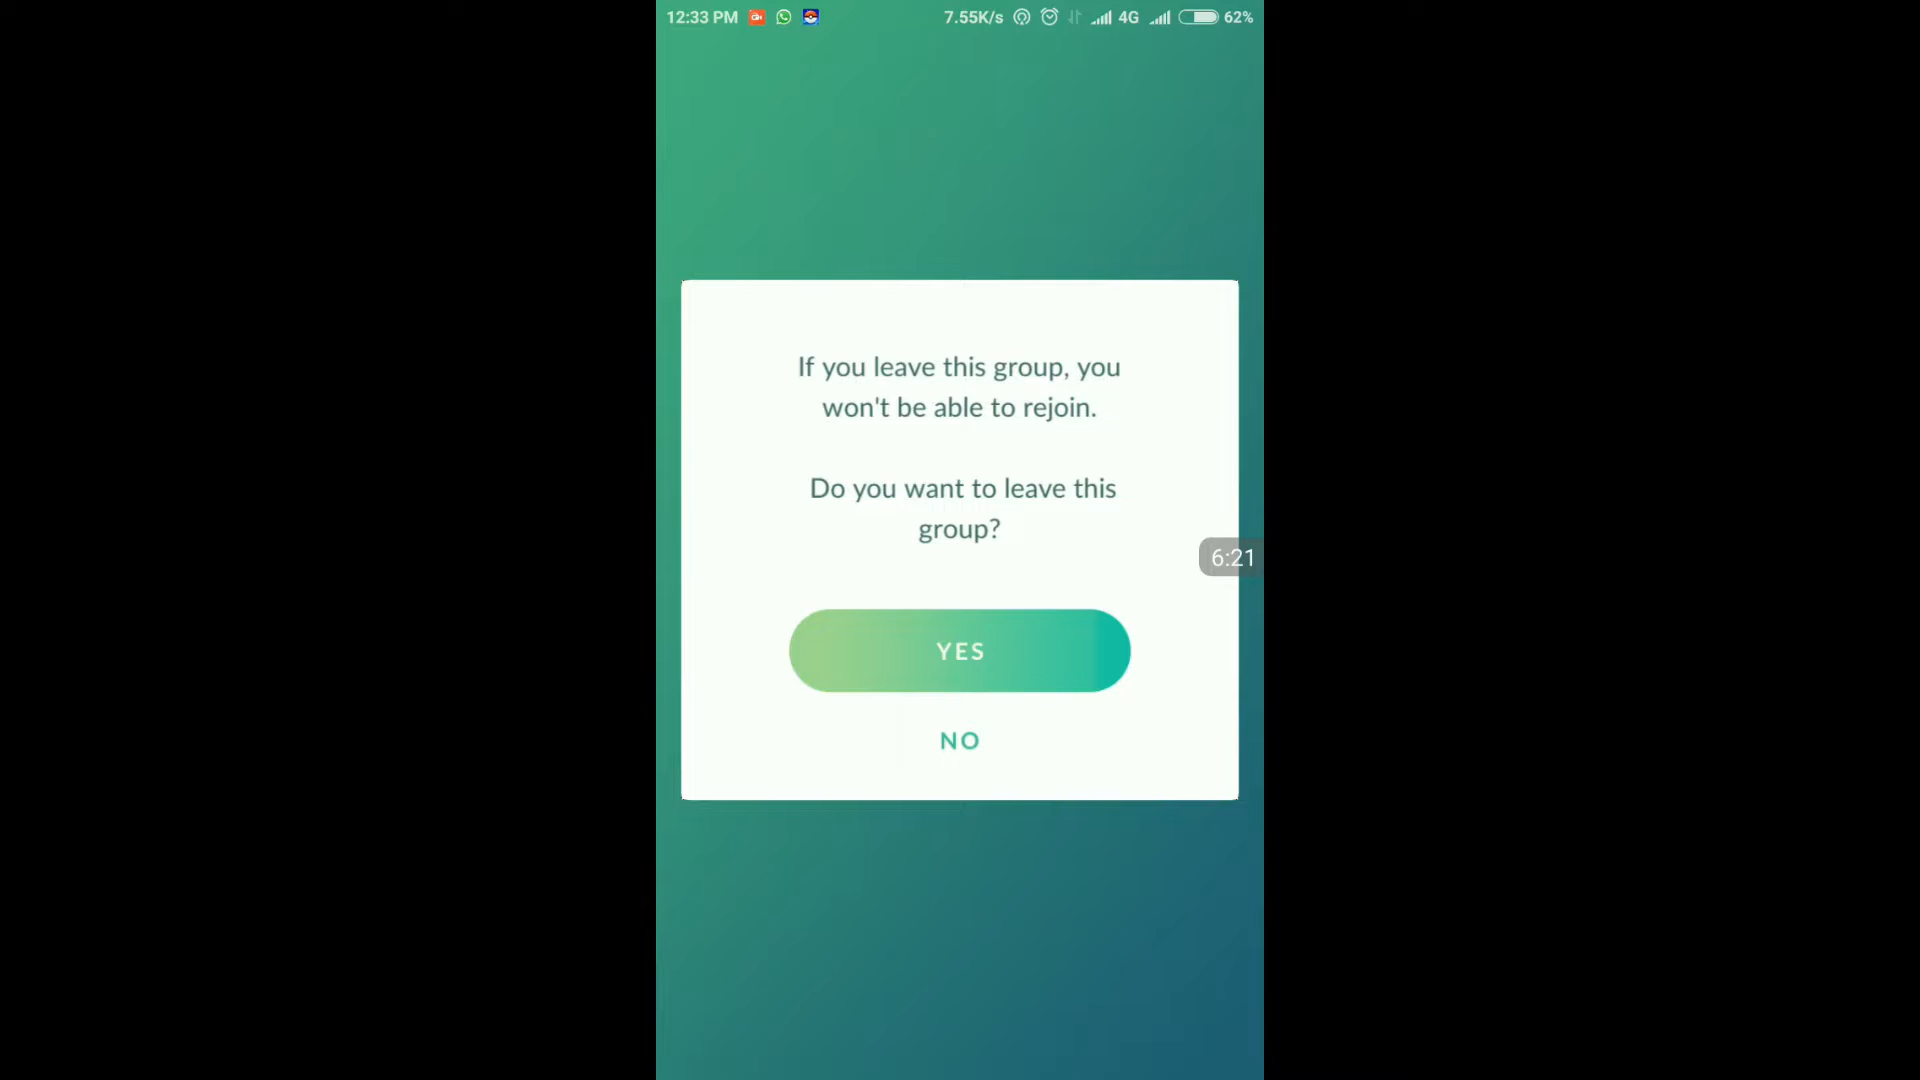 12:33 PM 7.55K/s 4G 62%
If you leave this group, you
won't be able to rejoin.
Do you want to leave this
group?
6:21
YES
NO